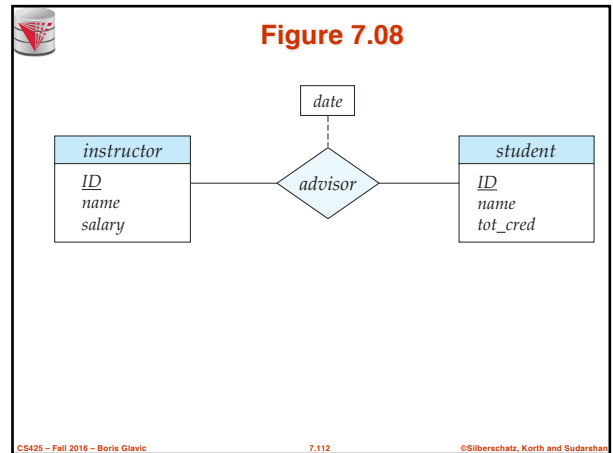 Figure 7.08
date
instructor
ID
name
salary
advisor
student
ID
name
tot_cred
CS425 – Fall 2016 – Boris Glavic
7.112
©Silberschatz, Korth and Sudarshan